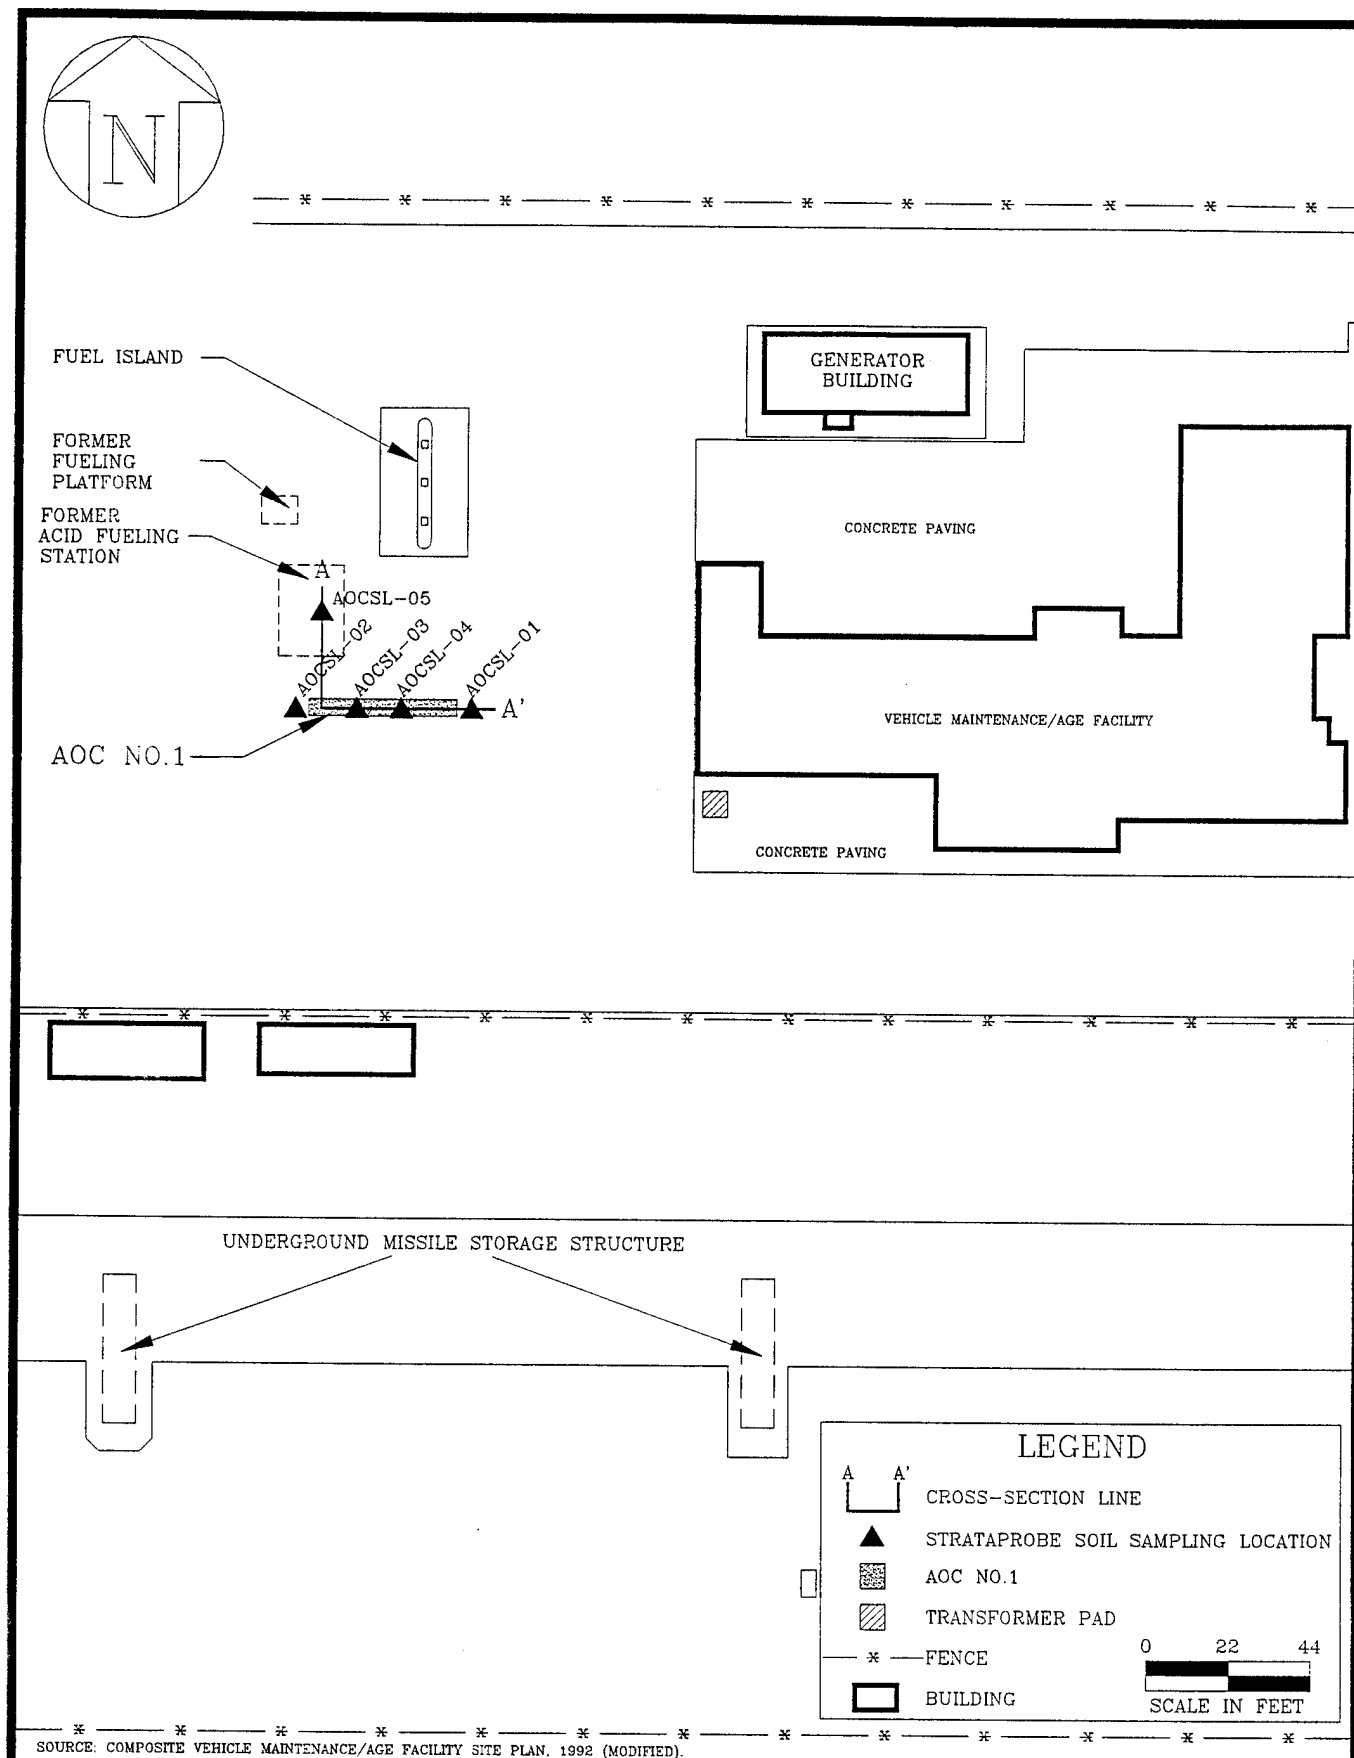 N
FUEL ISLAND
GENERATOR
BUILDING
FORMER
FUELING
PLATFORM
FORMER
ACID FUELING
STATION
CONCRETE PAVING
A
AOCSL-05
AOCSL-02
AOCSL-03
AOCSL-04
AOCSL-01
A'
AOC NO.1
VEHICLE MAINTENANCE/AGE FACILITY
CONCRETE PAVING
UNDERGROUND MISSILE STORAGE STRUCTURE
LEGEND
A A'
CROSS-SECTION LINE
STRATAPROBE SOIL SAMPLING LOCATION
AOC NO.1
TRANSFORMER PAD
FENCE
BUILDING
0 22 44
SCALE IN FEET
SOURCE: COMPOSITE VEHICLE MAINTENANCE/AGE FACILITY SITE PLAN, 1992 (MODIFIED).